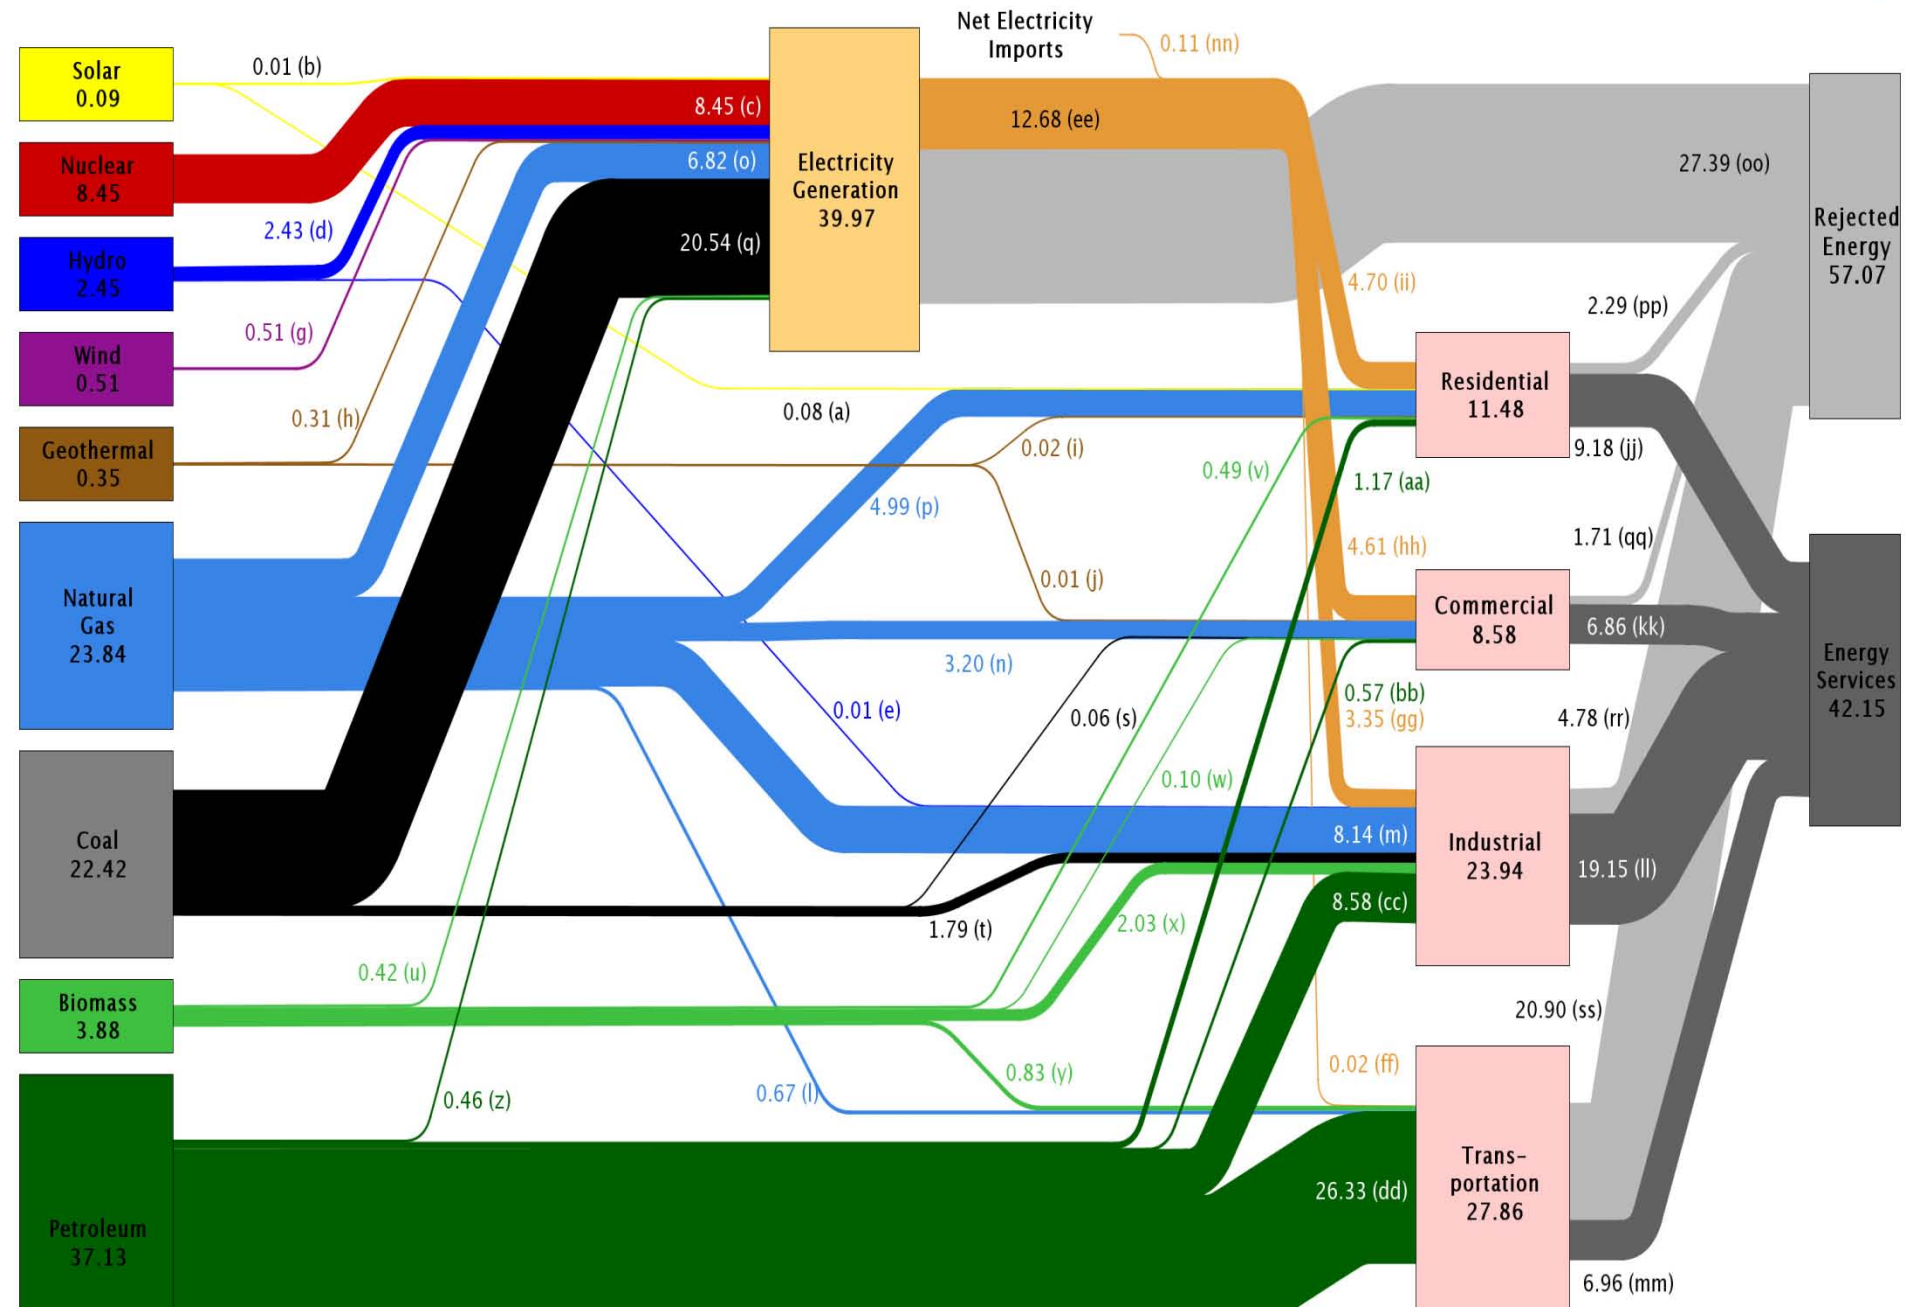 Net Electricity
Imports
0.11 (nn)
Solar
0.09
0.01 (b)
8.45 (c)
12.68 (ee)
Nuclear
8.45
6.82 (o)
Electricity
Generation
39.97
27.39 (oo)
Rejected
Energy
57.07
2.43 (d)
20.54 (q)
Hydro
2.45
4.70 (ii)
2.29 (pp)
0.51 (g)
Wind
0.51
Residential
11.48
0.31 (h)
0.08 (a)
Geothermal
0.35
0.02 (i)
9.18 (jj)
0.49 (v)
1.17 (aa)
4.99 (p)
4.61 (hh)
1.71 (qq)
0.01 (j)
Natural
Gas
23.84
Commercial
8.58
6.86 (kk)
3.20 (n)
Energy
Services
42.15
0.57 (bb)
0.01 (e)
0.06 (s)
3.35 (gg)
4.78 (rr)
0.10 (w)
Coal
22.42
8.14 (m)
Industrial
23.94
19.15 (ll)
8.58 (cc)
1.79 (t)
2.03 (x)
0.42 (u)
Biomass
3.88
20.90 (ss)
0.83 (y)
0.02 (ff)
0.46 (z)
0.67 (l)
Trans-
portation
27.86
26.33 (dd)
Petroleum
37.13
6.96 (mm)